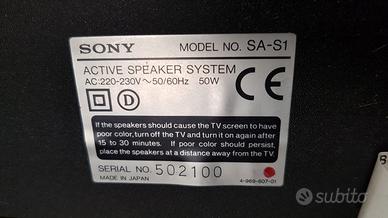 SONY MODEL NO. SA-S1
ACTIVE SPEAKER SYSTEM
AC:220-230V~50/60Hz 50W
D
CE
If the speakers should cause the TV screen to have
poor color, turn off the TV and turn it on again after
15 to 30 minutes. If poor color should persist,
place the speakers at a distance away from the TV.
SERIAL NO. 502100
MADE IN JAPAN 4-969-607-01
subito